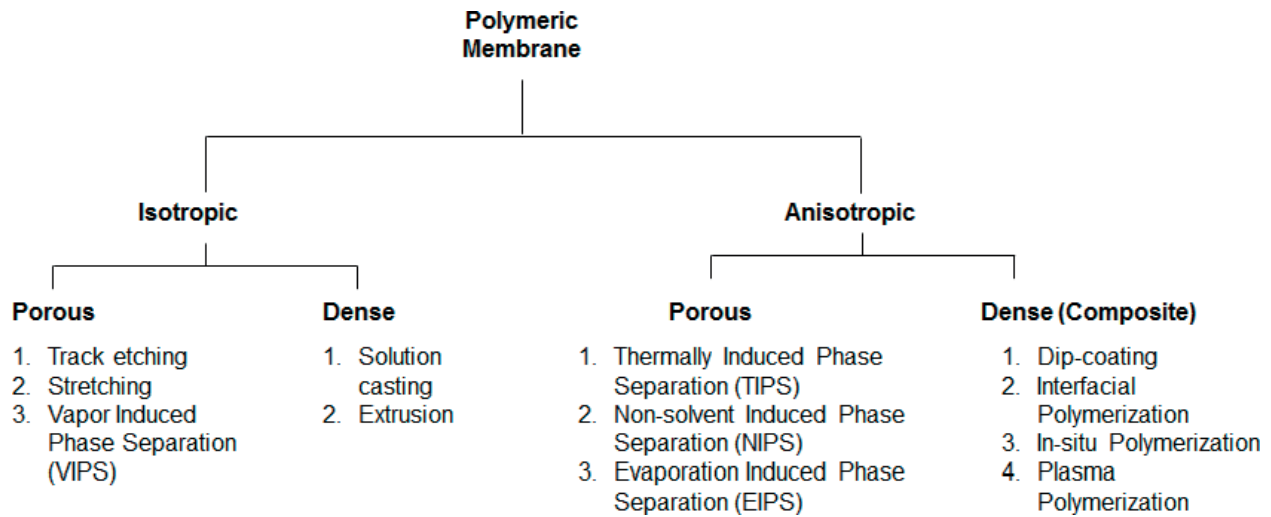 Polymeric
Membrane
Isotropic
Anisotropic
Porous
1. Track etching
2. Stretching
3. Vapor Induced
Phase Separation
(VIPS)
Dense
1. Solution
casting
2. Extrusion
Porous
1. Thermally Induced Phase
Separation (TIPS)
2. Non-solvent Induced Phase
Separation (NIPS)
3. Evaporation Induced Phase
Separation (EIPS)
Dense (Composite)
1. Dip-coating
2. Interfacial
Polymerization
3. In-situ Polymerization
4. Plasma
Polymerization